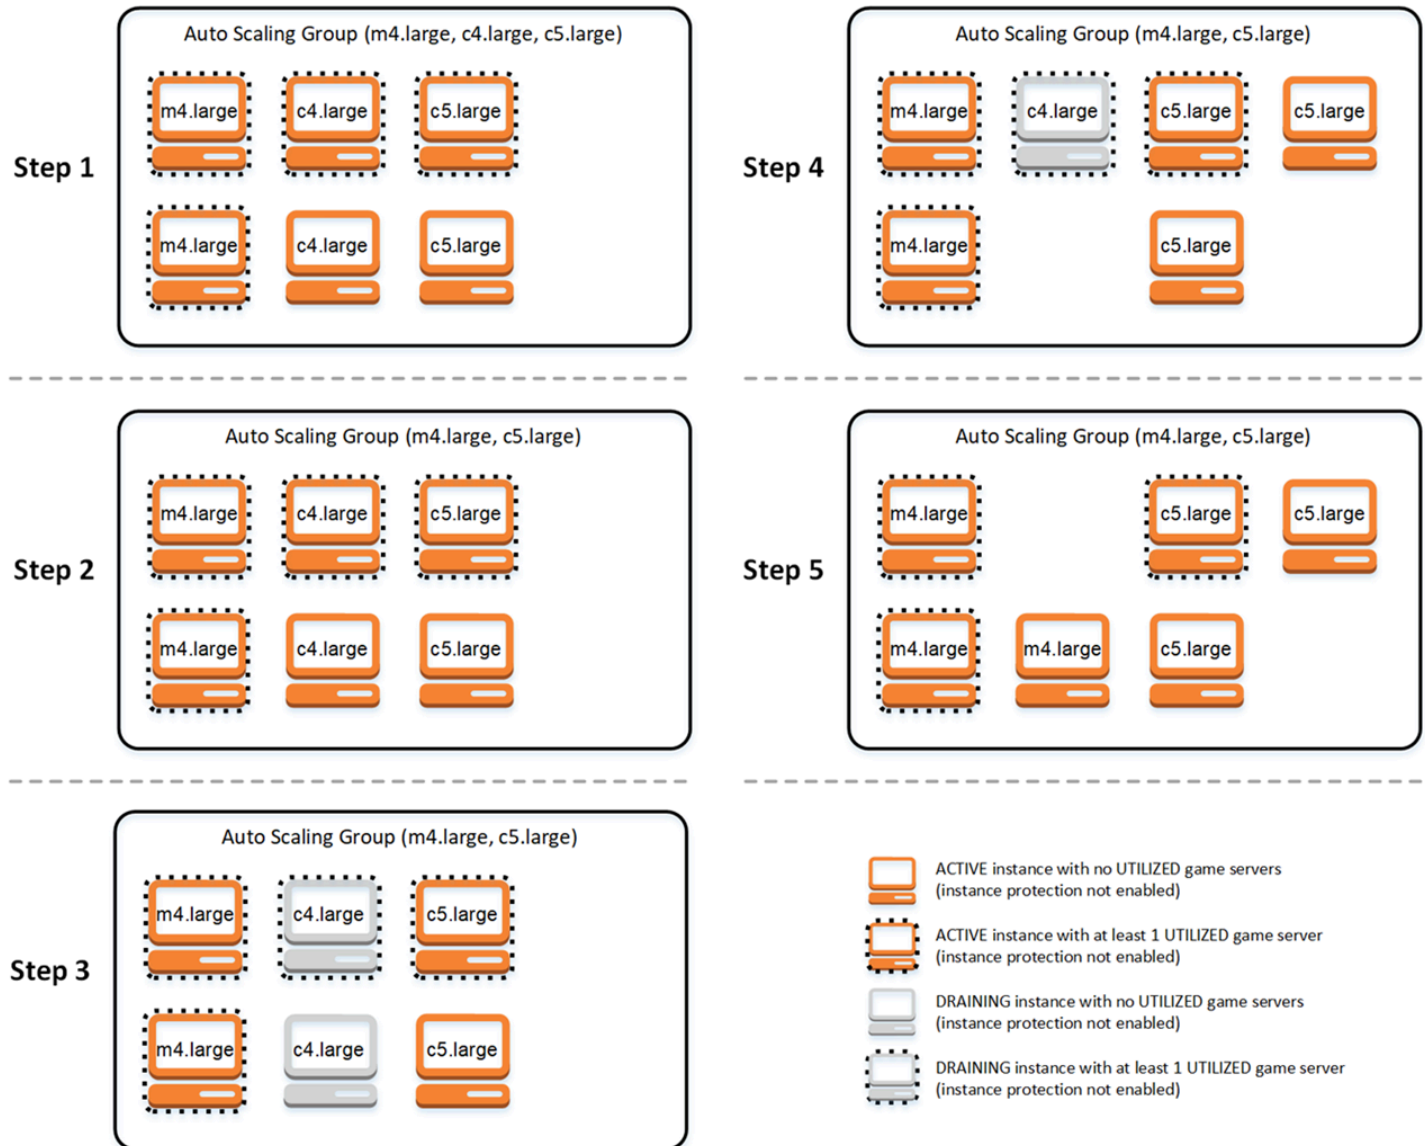 Step 1
Auto Scaling Group (m4.large, c4.large, c5.large)
m4.large c4.large c5.large
m4.large c4.large c5.large
Step 2
Auto Scaling Group (m4.large, c5.large)
m4.large c4.large c5.large
m4.large c4.large c5.large
Step 3
Auto Scaling Group (m4.large, c5.large)
m4.large c4.large c5.large
m4.large c4.large c5.large
Step 4
Auto Scaling Group (m4.large, c5.large)
m4.large c4.large c5.large c5.large
m4.large c5.large
Step 5
Auto Scaling Group (m4.large, c5.large)
m4.large c5.large c5.large
m4.large m4.large c5.large
ACTIVE instance with no UTILIZED game servers
(instance protection not enabled)
ACTIVE instance with at least 1 UTILIZED game server
(instance protection not enabled)
DRAINING instance with no UTILIZED game servers
(instance protection not enabled)
DRAINING instance with at least 1 UTILIZED game server
(instance protection not enabled)